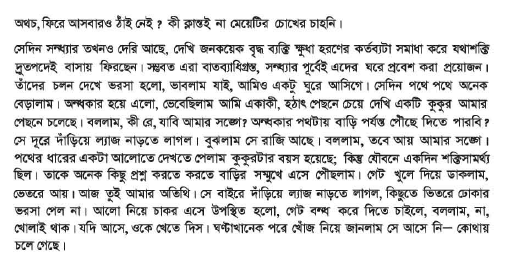 অথচ, ফিরে আসবারও ঠাঁই নেই ? কী ক্লান্তই না মেয়েটির চোখের চাহনি।
সেদিন সন্ধ্যার তখনও দেরি আছে, দেখি জনকয়েক বৃদ্ধ ব্যক্তি ক্ষুধা হরণের কর্তব্যটা সমাধা করে যথাশক্তি
দ্রুতপদেই বাসায় ফিরছেন। সম্ভবত এরা বাতব্যাধিগ্রস্ত, সন্ধ্যার পূর্বেই এদের ঘরে প্রবেশ করা প্রয়োজন।
তাঁদের চলন দেখে ভরসা হলো, ভাবলাম যাই, আমিও একটু ঘুরে আসিগে। সেদিন পথে পথে অনেক
বেড়ালাম। অন্ধকার হয়ে এলো, ভেবেছিলাম আমি একাকী, হঠাৎ পেছনে চেয়ে দেখি একটি কুকুর আমার
পেছনে চলেছে। বললাম, কী রে, যাবি আমার সঙ্গে? অন্ধকার পথটায় বাড়ি পর্যন্ত পৌছে দিতে পারবি ?
সে দূরে দাঁড়িয়ে ল্যাজ নাড়তে লাগল। বুঝলাম সে রাজি আছে। বললাম, তবে আয় আমার সঙ্গে।
পথের ধারের একটা আলোতে দেখতে পেলাম কুকুরটার বয়স হয়েছে; কিন্তু যৌবনে একদিন শক্তিসামর্থ্য
ছিল। তাকে অনেক কিছু প্রশ্ন করতে করতে বাড়ির সম্মুখে এসে পৌছলাম। গেট খুলে দিয়ে ডাকলাম,
ভেতরে আয়। আজ তুই আমার অতিথি। সে বাইরে দাঁড়িয়ে ল্যাজ নাড়তে লাগল, কিছুতে ভিতরে ঢোকার
ভরসা পেল না। আলো নিয়ে চাকর এসে উপস্থিত হলো, গেট বন্ধ করে দিতে চাইলে, বললাম, না,
খোলাই থাক। যদি আসে, ওকে খেতে দিস। ঘণ্টাখানেক পরে খোঁজ নিয়ে জানলাম সে আসে নি— কোথায়
চলে গেছে।